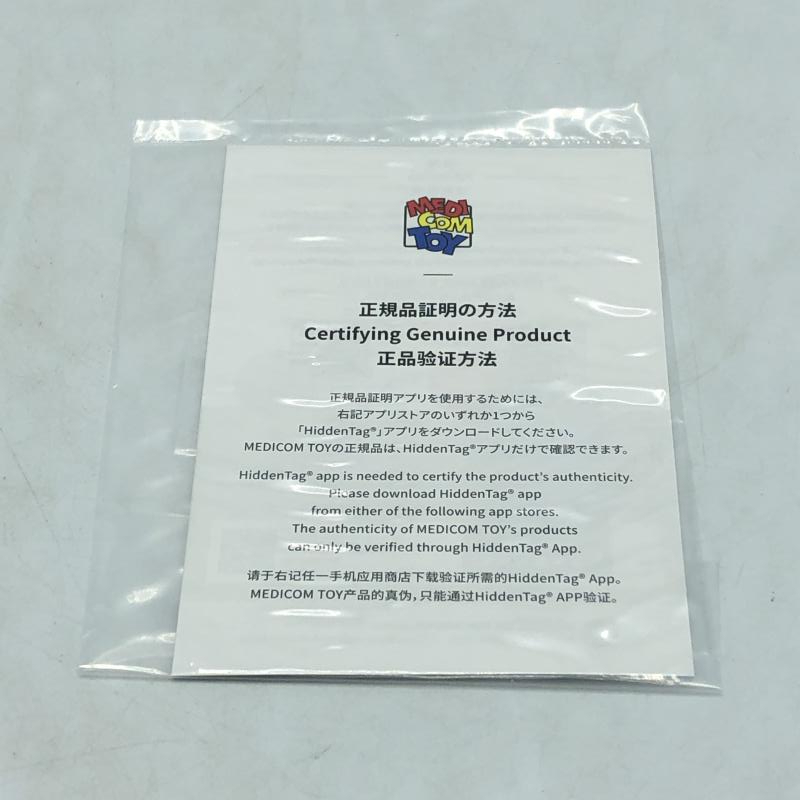 MEDI
COM
TOY
正規品証明の方法
Certifying Genuine Product
正品验证方法
正規品証明アプリを使用するためには、
右記アプリストアのいずれか1つから
「HiddenTag®」アプリをダウンロードしてください。
MEDICOM TOYの正規品は、HiddenTag®アプリだけで確認できます。
HiddenTag® app is needed to certify the product's authenticity.
Please download HiddenTag® app
from either of the following app stores.
The authenticity of MEDICOM TOY's products
can only be verified through HiddenTag® App.
请于右记任一手机应用商店下载验证所需的HiddenTag® App。
MEDICOM TOY产品的真伪，只能通过HiddenTag® APP验证。